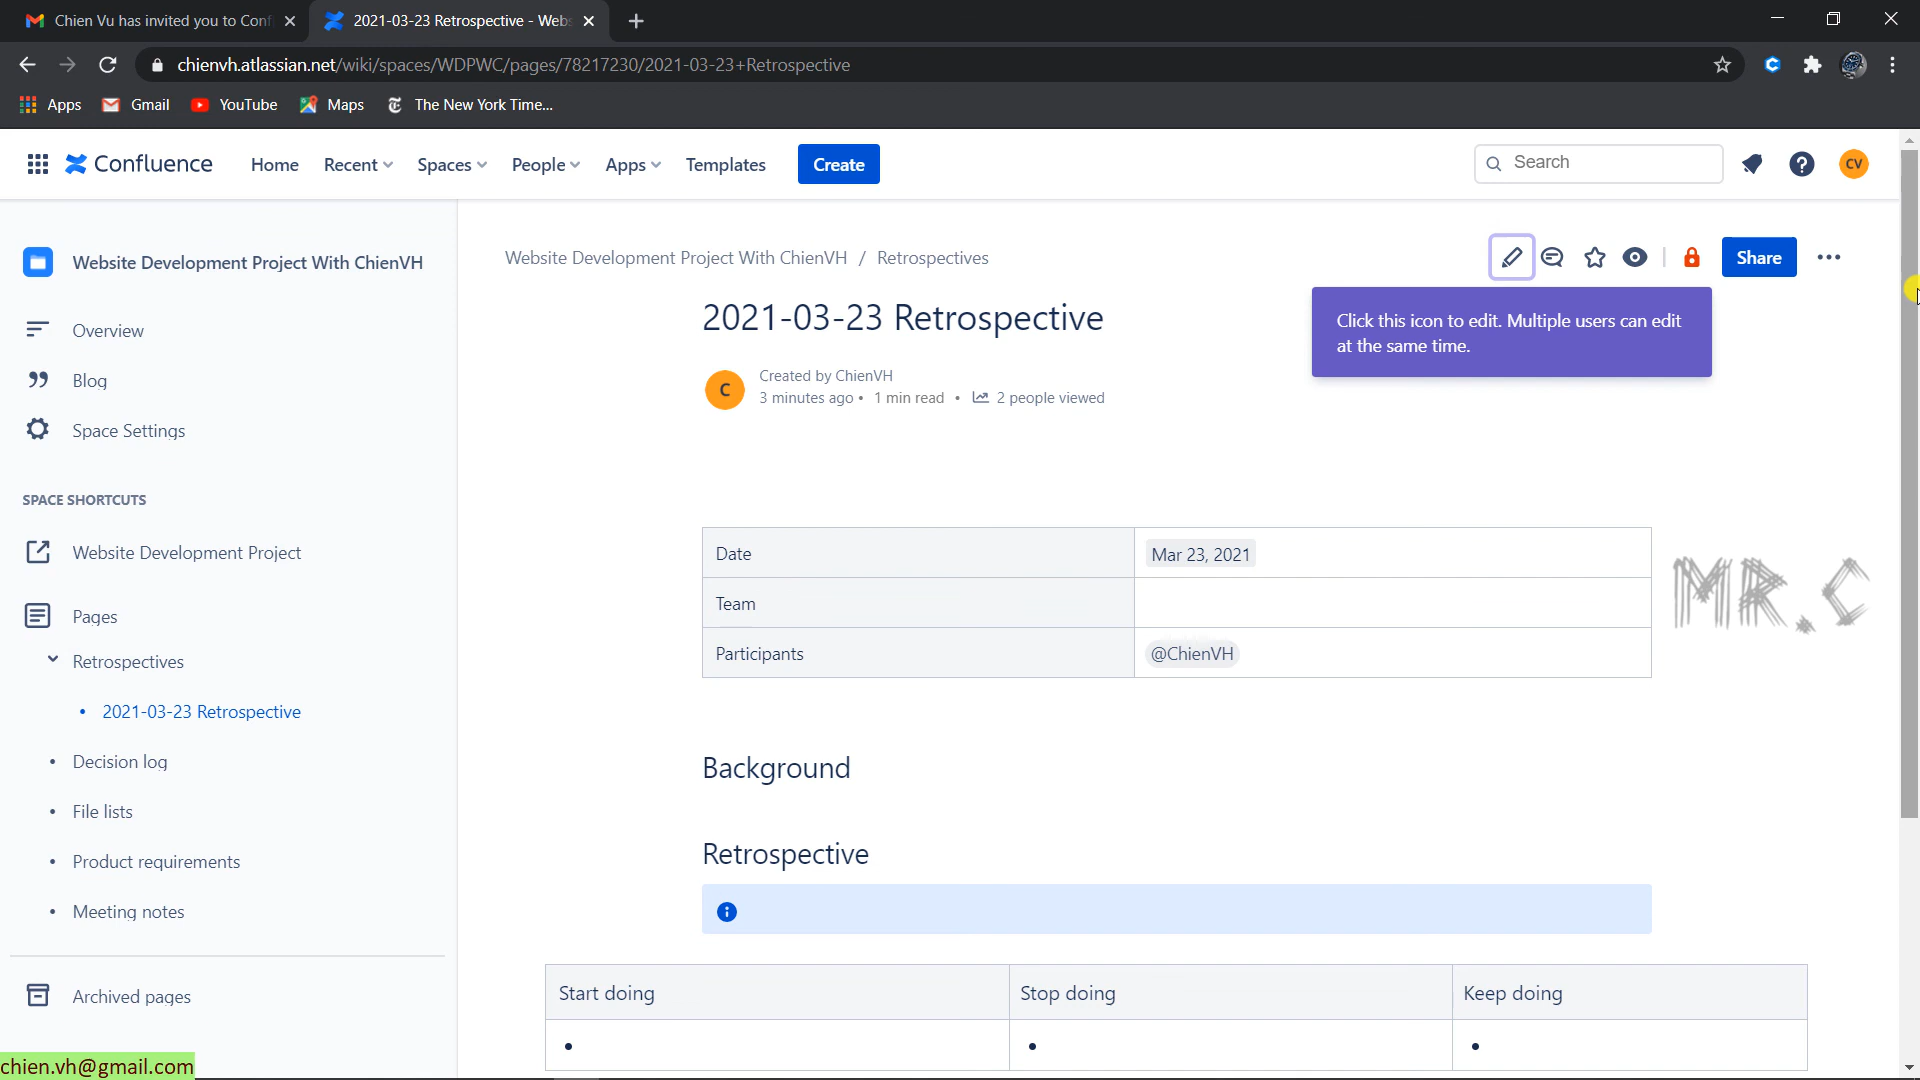 Chien Vu has invited you to Conf
2021-03-23 Retrospective - Webs
chienvh.atlassian.net/wiki/spaces/WDPWC/pages/78217230/2021-03-23+Retrospective
Apps
Gmail
YouTube
Maps
The New York Time...
Confluence
Home
Recent
Spaces
People
Apps
Templates
Create
Search
CV
Website Development Project With ChienVH
Overview
Blog
Space Settings
SPACE SHORTCUTS
Website Development Project
Pages
Retrospectives
• 2021-03-23 Retrospective
• Decision log
• File lists
• Product requirements
• Meeting notes
Archived pages
chien.vh@gmail.com
Website Development Project With ChienVH / Retrospectives
Share
Click this icon to edit. Multiple users can edit
at the same time.
2021-03-23 Retrospective
C
Created by ChienVH
3 minutes ago • 1 min read • 2 people viewed
Date
Mar 23, 2021
Team
Participants
@ChienVH
MR.C
Background
Retrospective
Start doing
Stop doing
Keep doing